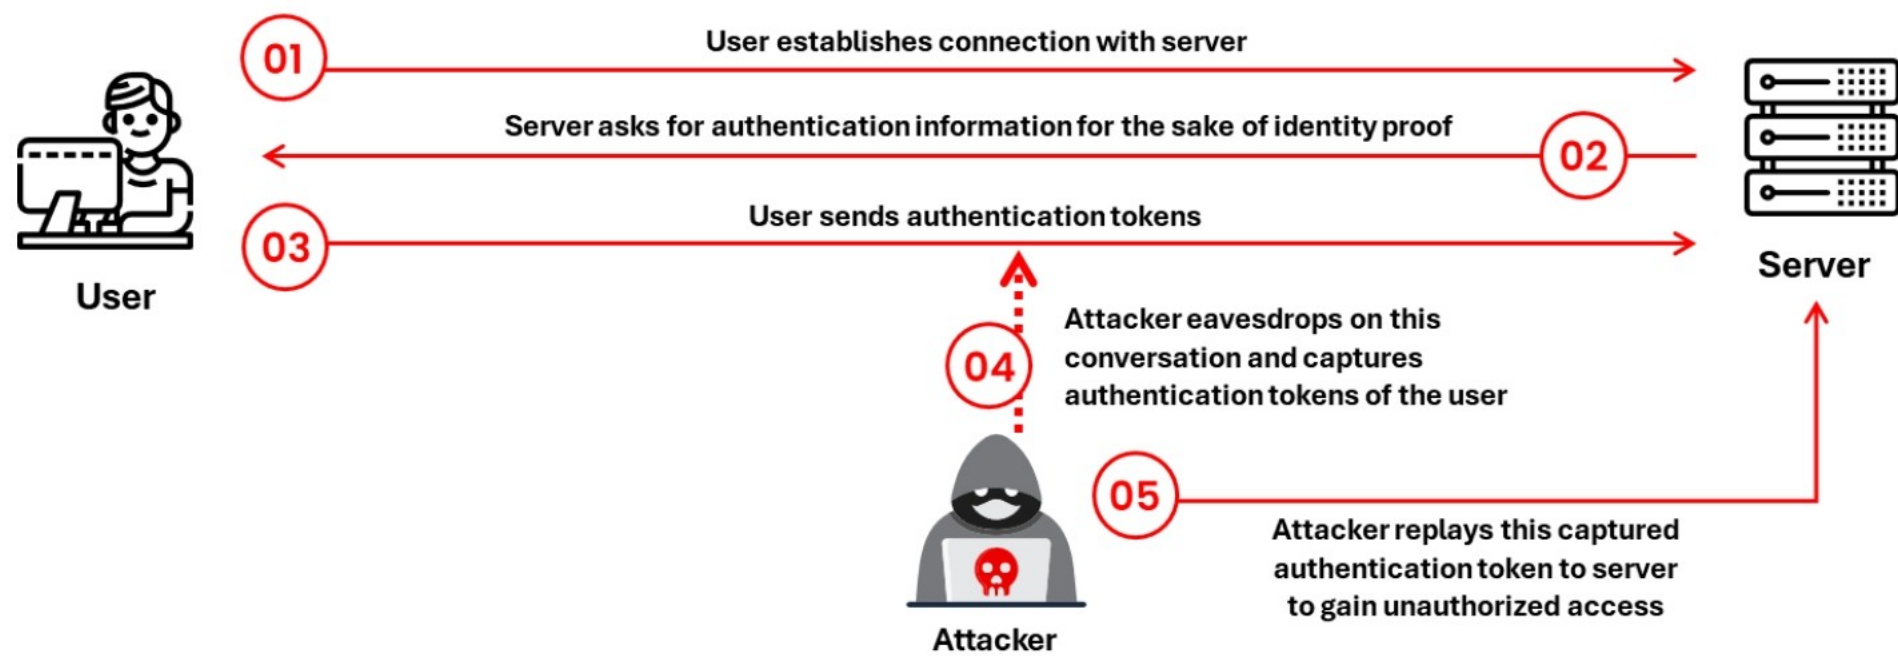 01
User establishes connection with server
Server asks for authentication information for the sake of identity proof
02
User sends authentication tokens
03
User
Server
04
Attacker eavesdrops on this
conversation and captures
authentication tokens of the user
05
Attacker replays this captured
authentication token to server
to gain unauthorized access
Attacker